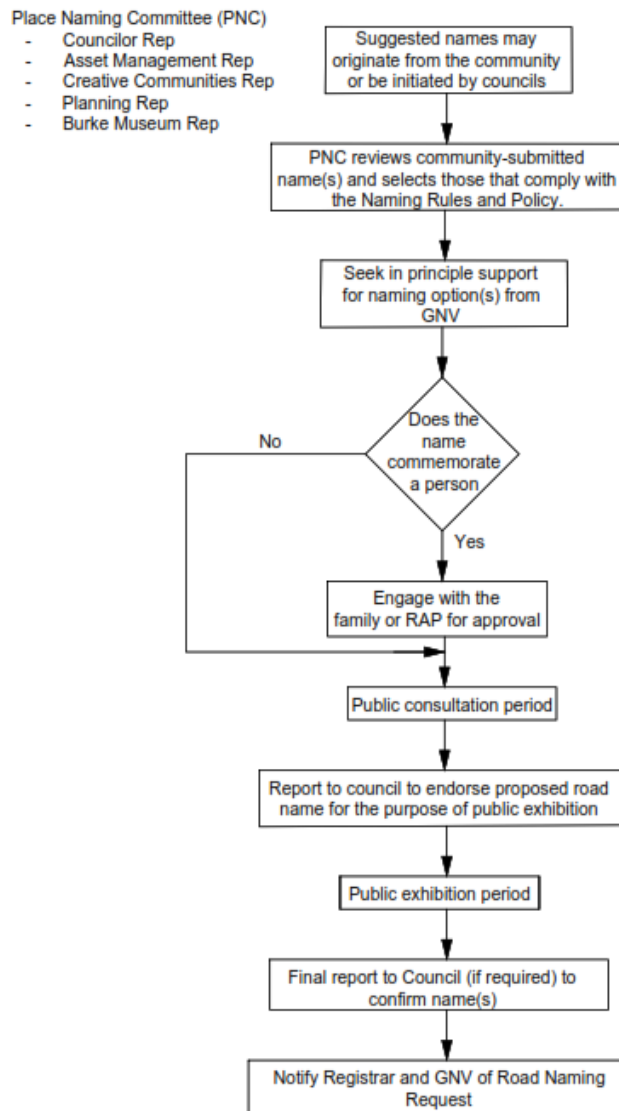 Place Naming Committee (PNC)
- Councilor Rep
- Asset Management Rep
- Creative Communities Rep
- Planning Rep
- Burke Museum Rep
Suggested names may
originate from the community
or be initiated by councils
PNC reviews community-submitted
name(s) and selects those that comply with
the Naming Rules and Policy.
Seek in principle support
for naming option(s) from
GNV
Does the
name
commemorate
a person
No
Yes
Engage with the
family or RAP for approval
Public consultation period
Report to council to endorse proposed road
name for the purpose of public exhibition
Public exhibition period
Final report to Council (if required) to
confirm name(s)
Notify Registrar and GNV of Road Naming
Request